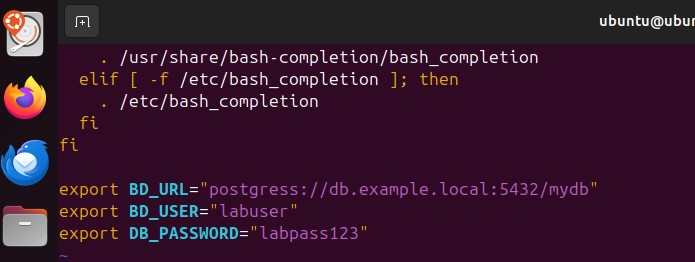 ubuntu@ubun
. /usr/share/bash-completion/bash_completion
elif [ -f /etc/bash_completion ]; then
. /etc/bash_completion
fi
fi
export BD_URL="postgress://db.example.local:5432/mydb"
export BD_USER="labuser"
export DB_PASSWORD="labpass123"
~